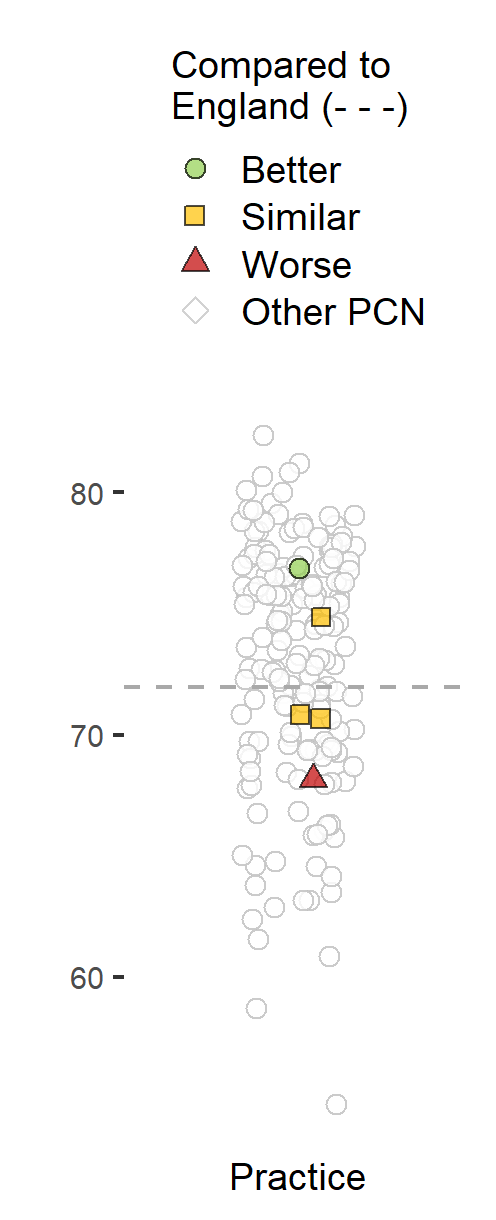 Compared to
England (- - -)
Better
Similar
Worse
Other PCN
80
70
60
Practice